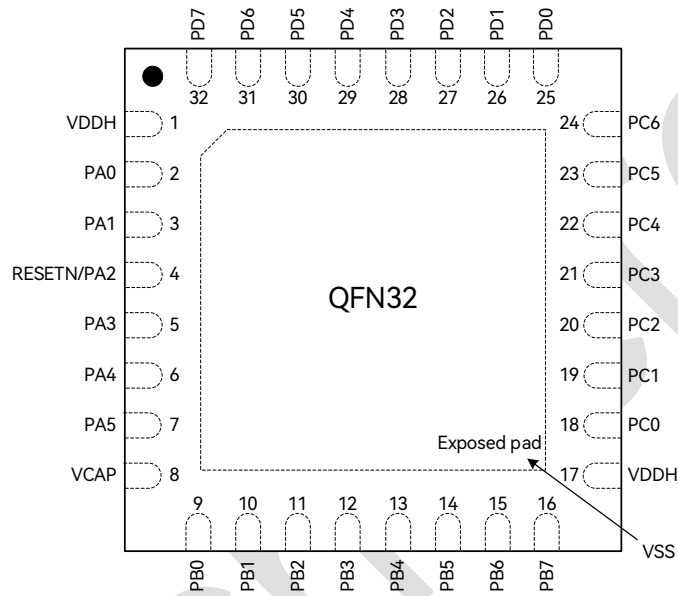 PD7 PD6 PD5 PD4 PD3 PD2 PD1 PD0
32 31 30 29 28 27 26 25
VDDH 1 24 PC6
PA0 2 23 PC5
PA1 3 22 PC4
RESETN/PA2 4 21 PC3
QFN32
PA3 5 20 PC2
PA4 6 19 PC1
PA5 7 18 PC0
Exposed pad
VCAP 8 17 VDDH
9 10 11 12 13 14 15 16
VSS
PB0 PB1 PB2 PB3 PB4 PB5 PB6 PB7